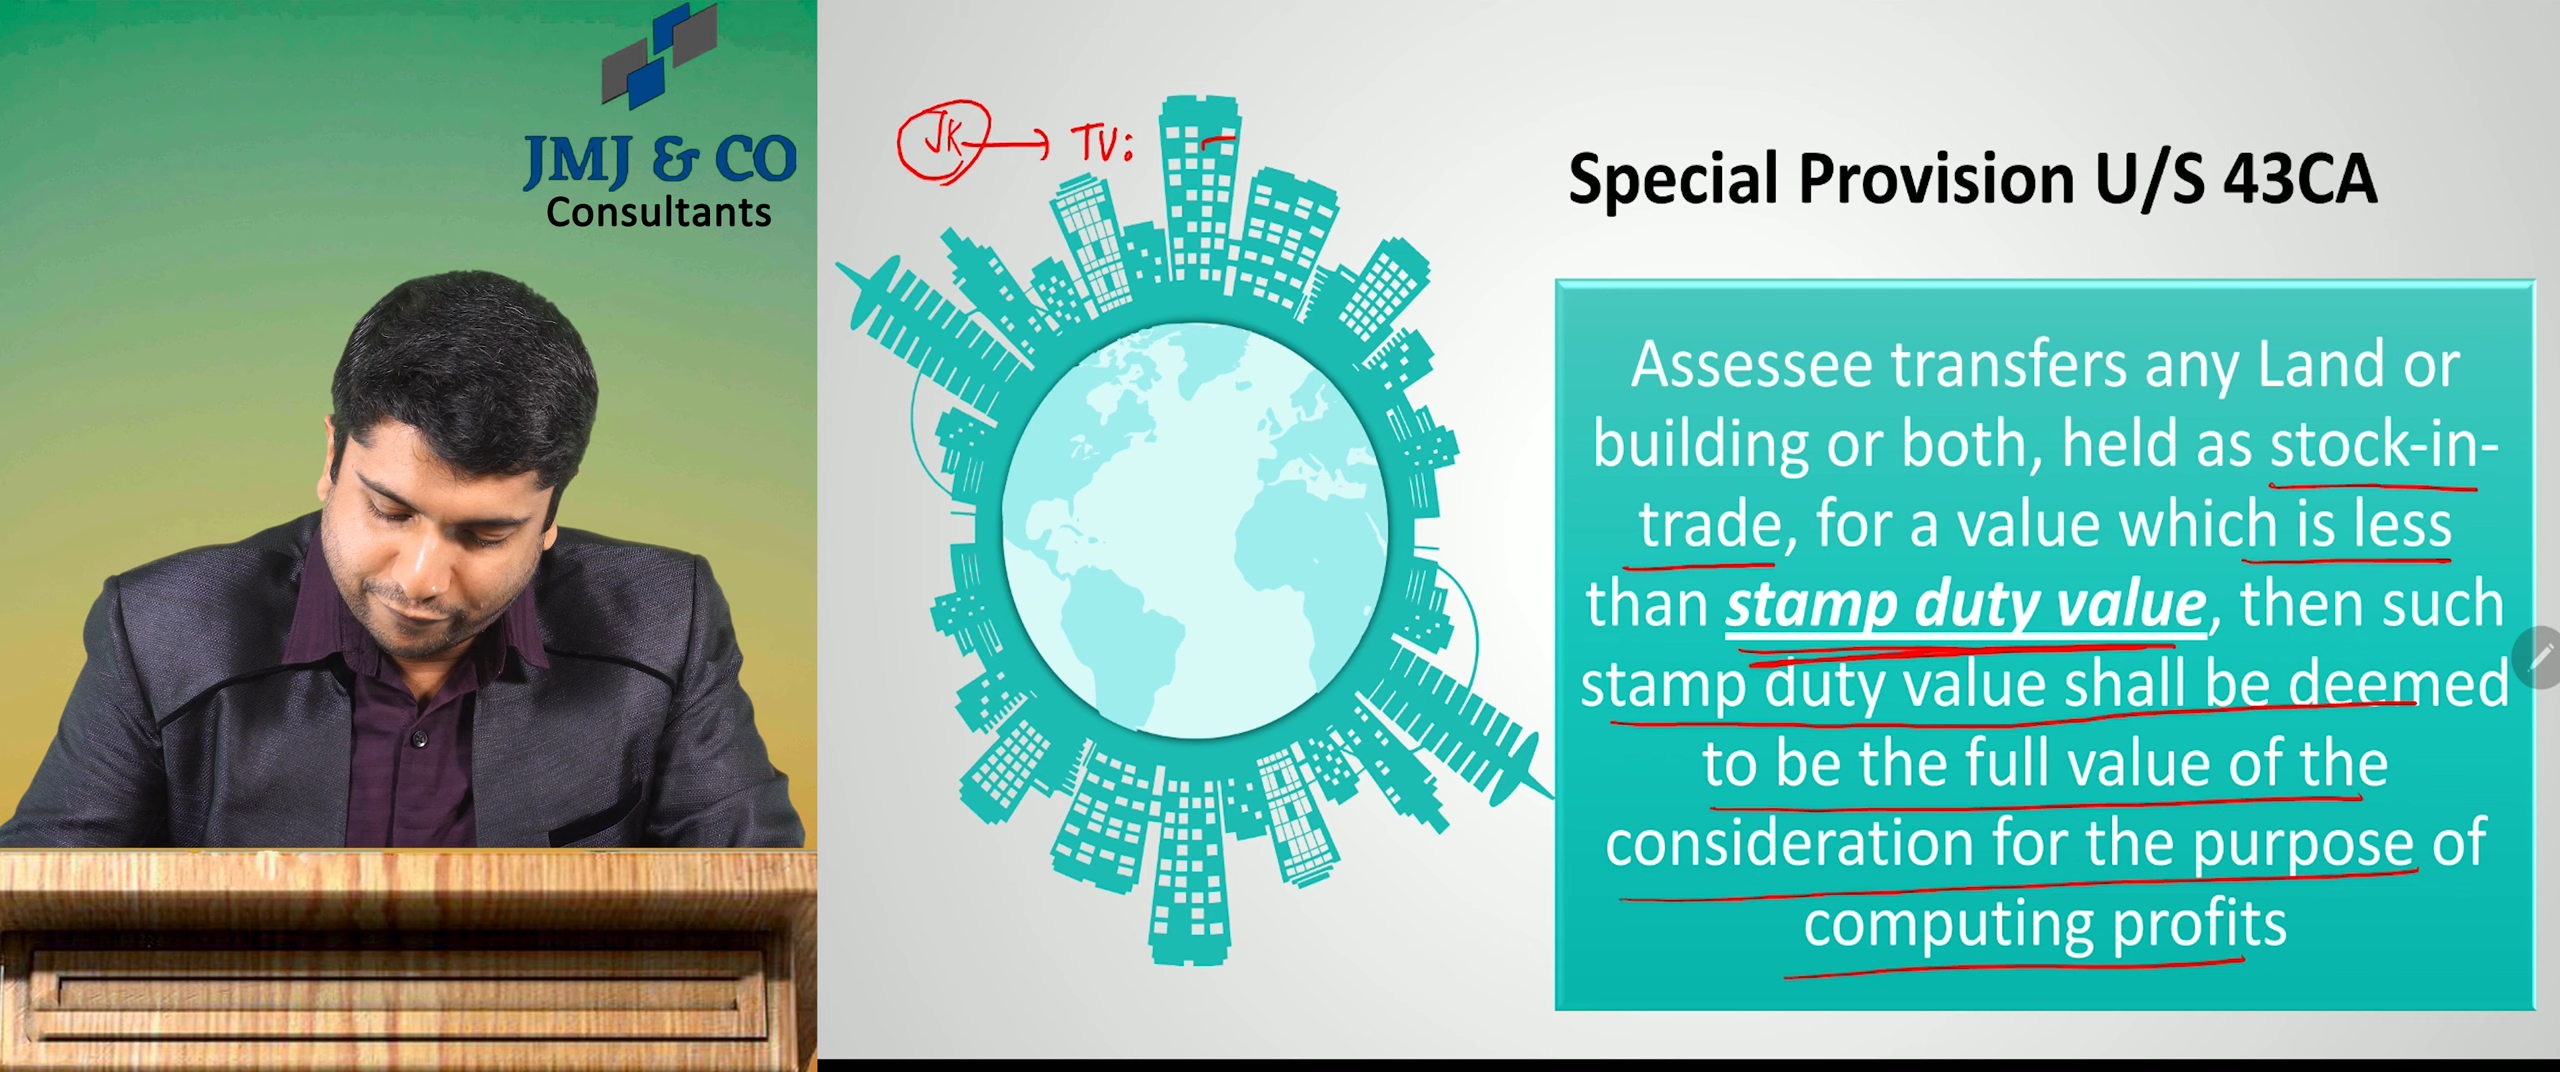 JMJ & CO
Consultants
JK → TV:
Special Provision U/S 43CA
Assessee transfers any Land or
building or both, held as stock-in-
trade, for a value which is less
than stamp duty value, then such
stamp duty value shall be deemed
to be the full value of the
consideration for the purpose of
computing profits